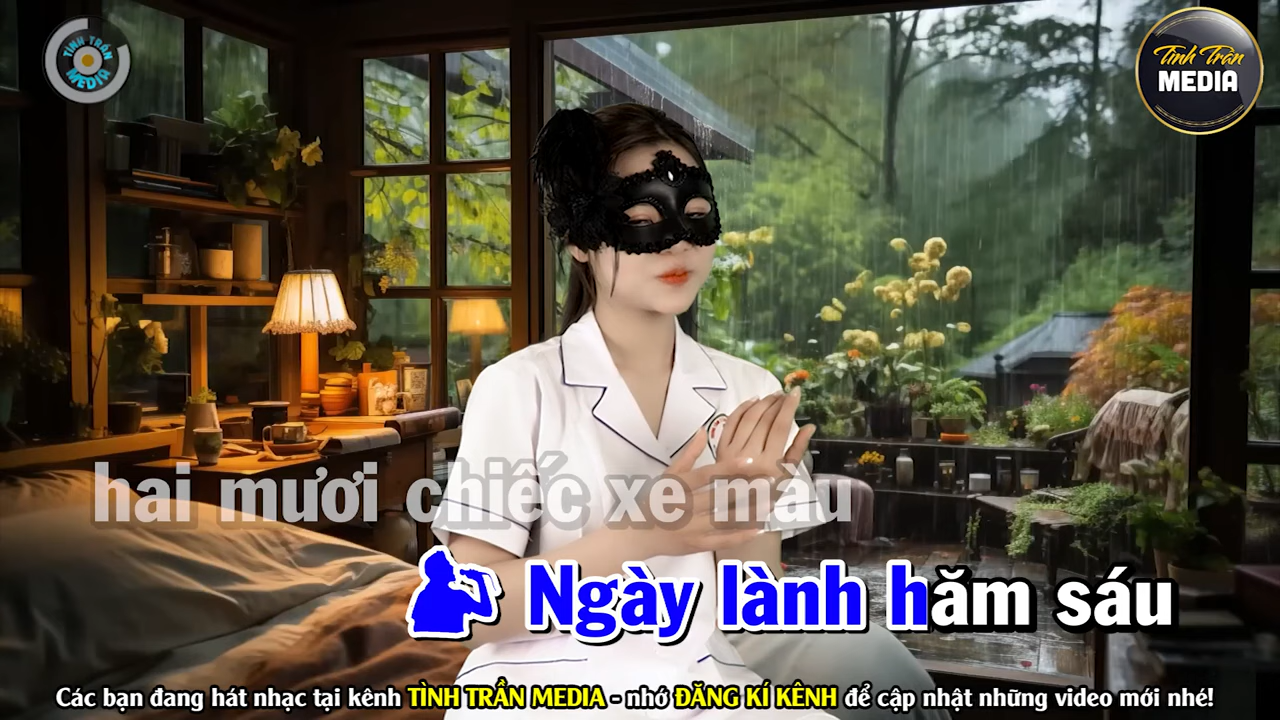 TÌNH TRẦN
MEDIA
Tình Trần
MEDIA
hai mươi chiếc xe màu
Ngày lành hăm sáu
Các bạn đang hát nhạc tại kênh TÌNH TRẦN MEDIA - nhớ ĐĂNG KÍ KÊNH để cập nhật những video mới nhé!